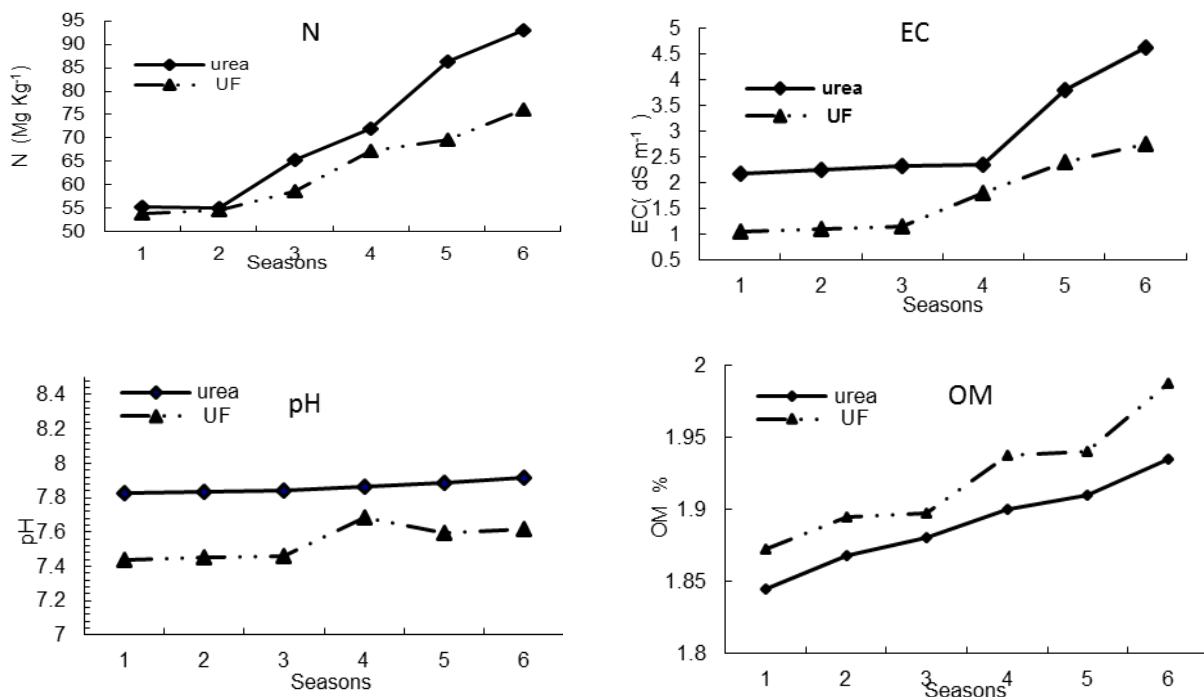 N
95
90
85
80
75
70
65
60
55
50
N (Mg Kg-1)
urea
UF
1 2 3 4 5 6
Seasons
EC
5
4.5
4
3.5
3
2.5
2
1.5
1
0.5
EC( dS m-1 )
urea
UF
1 2 3 4 5 6
Seasons
pH
8.4
8.2
8
7.8
7.6
7.4
7.2
7
pH
urea
UF
1 2 3 4 5 6
Seasons
OM
2
1.95
1.9
1.85
1.8
OM %
urea
UF
1 2 3 4 5 6
Seasons